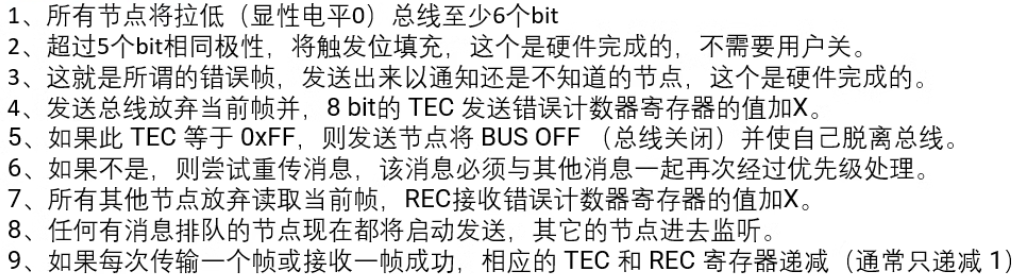 1、所有节点将拉低（显性电平0）总线至少6个bit
2、超过5个bit相同极性，将触发位填充，这个是硬件完成的，不需要用户关。
3、这就是所谓的错误帧，发送出来以通知还是不知道的节点，这个是硬件完成的。
4、发送总线放弃当前帧并，8 bit的 TEC 发送错误计数器寄存器的值加X。
5、如果此 TEC 等于 0xFF，则发送节点将 BUS OFF （总线关闭）并使自己脱离总线。
6、如果不是，则尝试重传消息，该消息必须与其他消息一起再次经过优先级处理。
7、所有其他节点放弃读取当前帧，REC接收错误计数器寄存器的值加X。
8、任何有消息排队的节点现在都将启动发送，其它的节点进去监听。
9、如果每次传输一个帧或接收一帧成功，相应的 TEC 和 REC 寄存器递减（通常只递减 1）